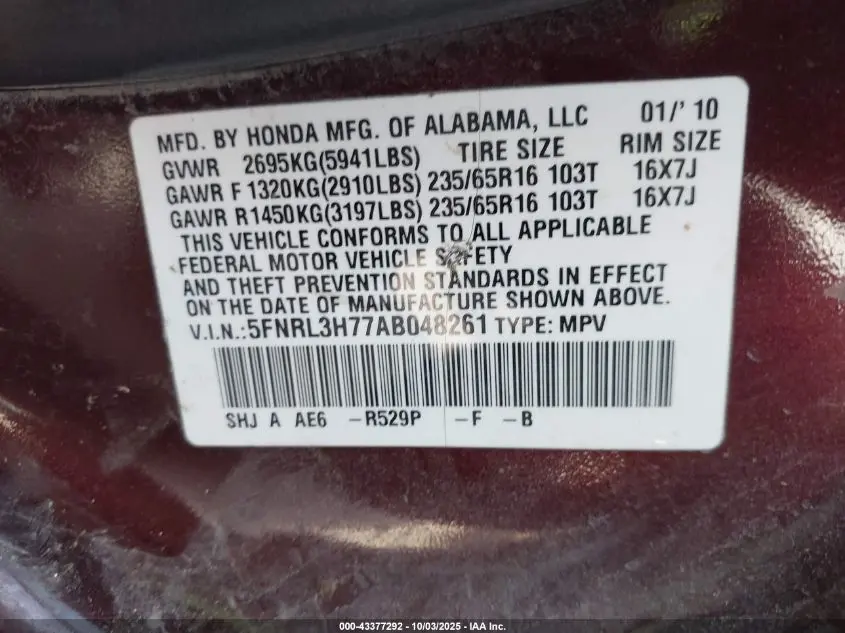 MFD. BY HONDA MFG. OF ALABAMA, LLC 01/' 10
GVWR 2695KG(5941LBS) TIRE SIZE RIM SIZE
GAWR F 1320KG(2910LBS) 235/65R16 103T 16X7J
GAWR R1450KG(3197LBS) 235/65R16 103T 16X7J
THIS VEHICLE CONFORMS TO ALL APPLICABLE
FEDERAL MOTOR VEHICLE SAFETY
AND THEFT PREVENTION STANDARDS IN EFFECT
ON THE DATE OF MANUFACTURE SHOWN ABOVE.
V.I.N.:5FNRL3H77AB048261 TYPE: MPV
SHJ A AE6 -R529P -F -B
000-43377292 - 10/03/2025 - IAA Inc.